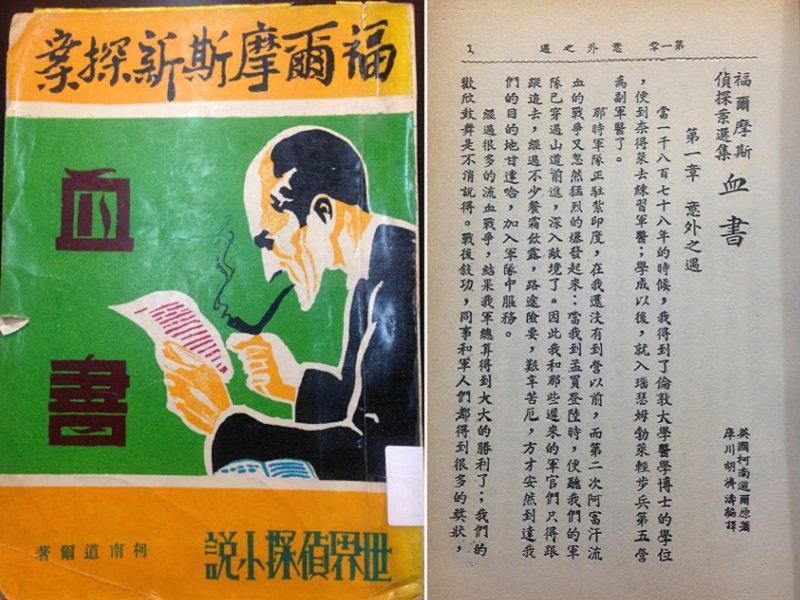 福爾摩斯新探案
血書
世界偵探小說
柯南道爾著
第一章 意外之遇
1
福爾摩斯
偵探案選集
血書
英國柯南道爾原著
庠川胡濟濤編譯
第一章 意外之遇
當一千八百七十八年的時候，我得到了倫敦大學醫學博士的學位
，便到奈得萊去練習軍醫；學成以後，就入瑙瑟姆勃萊輕步兵第五營
為副軍醫了。
那時軍隊正駐紮印度，在我還沒有到營以前，而第二次阿富汗流
血的戰爭又忽然猛烈的爆發起來：當我到孟買登陸時，便聽我們的軍
隊已穿過山道前進，深入敵境了。因此我和那些遲來的軍官們只得跟
蹤追去，經過不少餐霜飲露，路途險要，艱辛苦厄，方才安然到達我
們的目的地甘達哈，加入軍隊中服務。
經過很多的流血戰爭，結果我軍總算得到大大的勝利了；我們的
歡欣鼓舞是不消說得。戰後敘功，同事和軍人們都得到很多的獎狀，